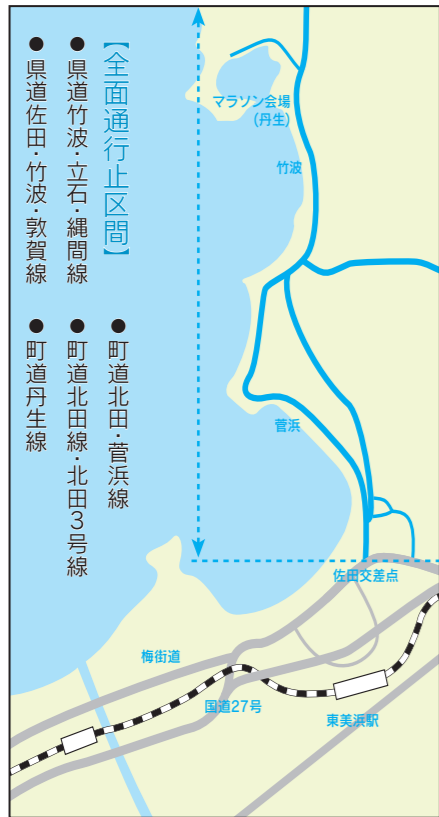 【全面通行止区間】
● 県道竹波・立石・縄間線
● 県道佐田・竹波・敦賀線
● 町道北田・菅浜線
● 町道北田線・北田3号線
● 町道丹生線
マラソン会場
(丹生)
竹波
菅浜
佐田交差点
梅街道
国道27号
東美浜駅